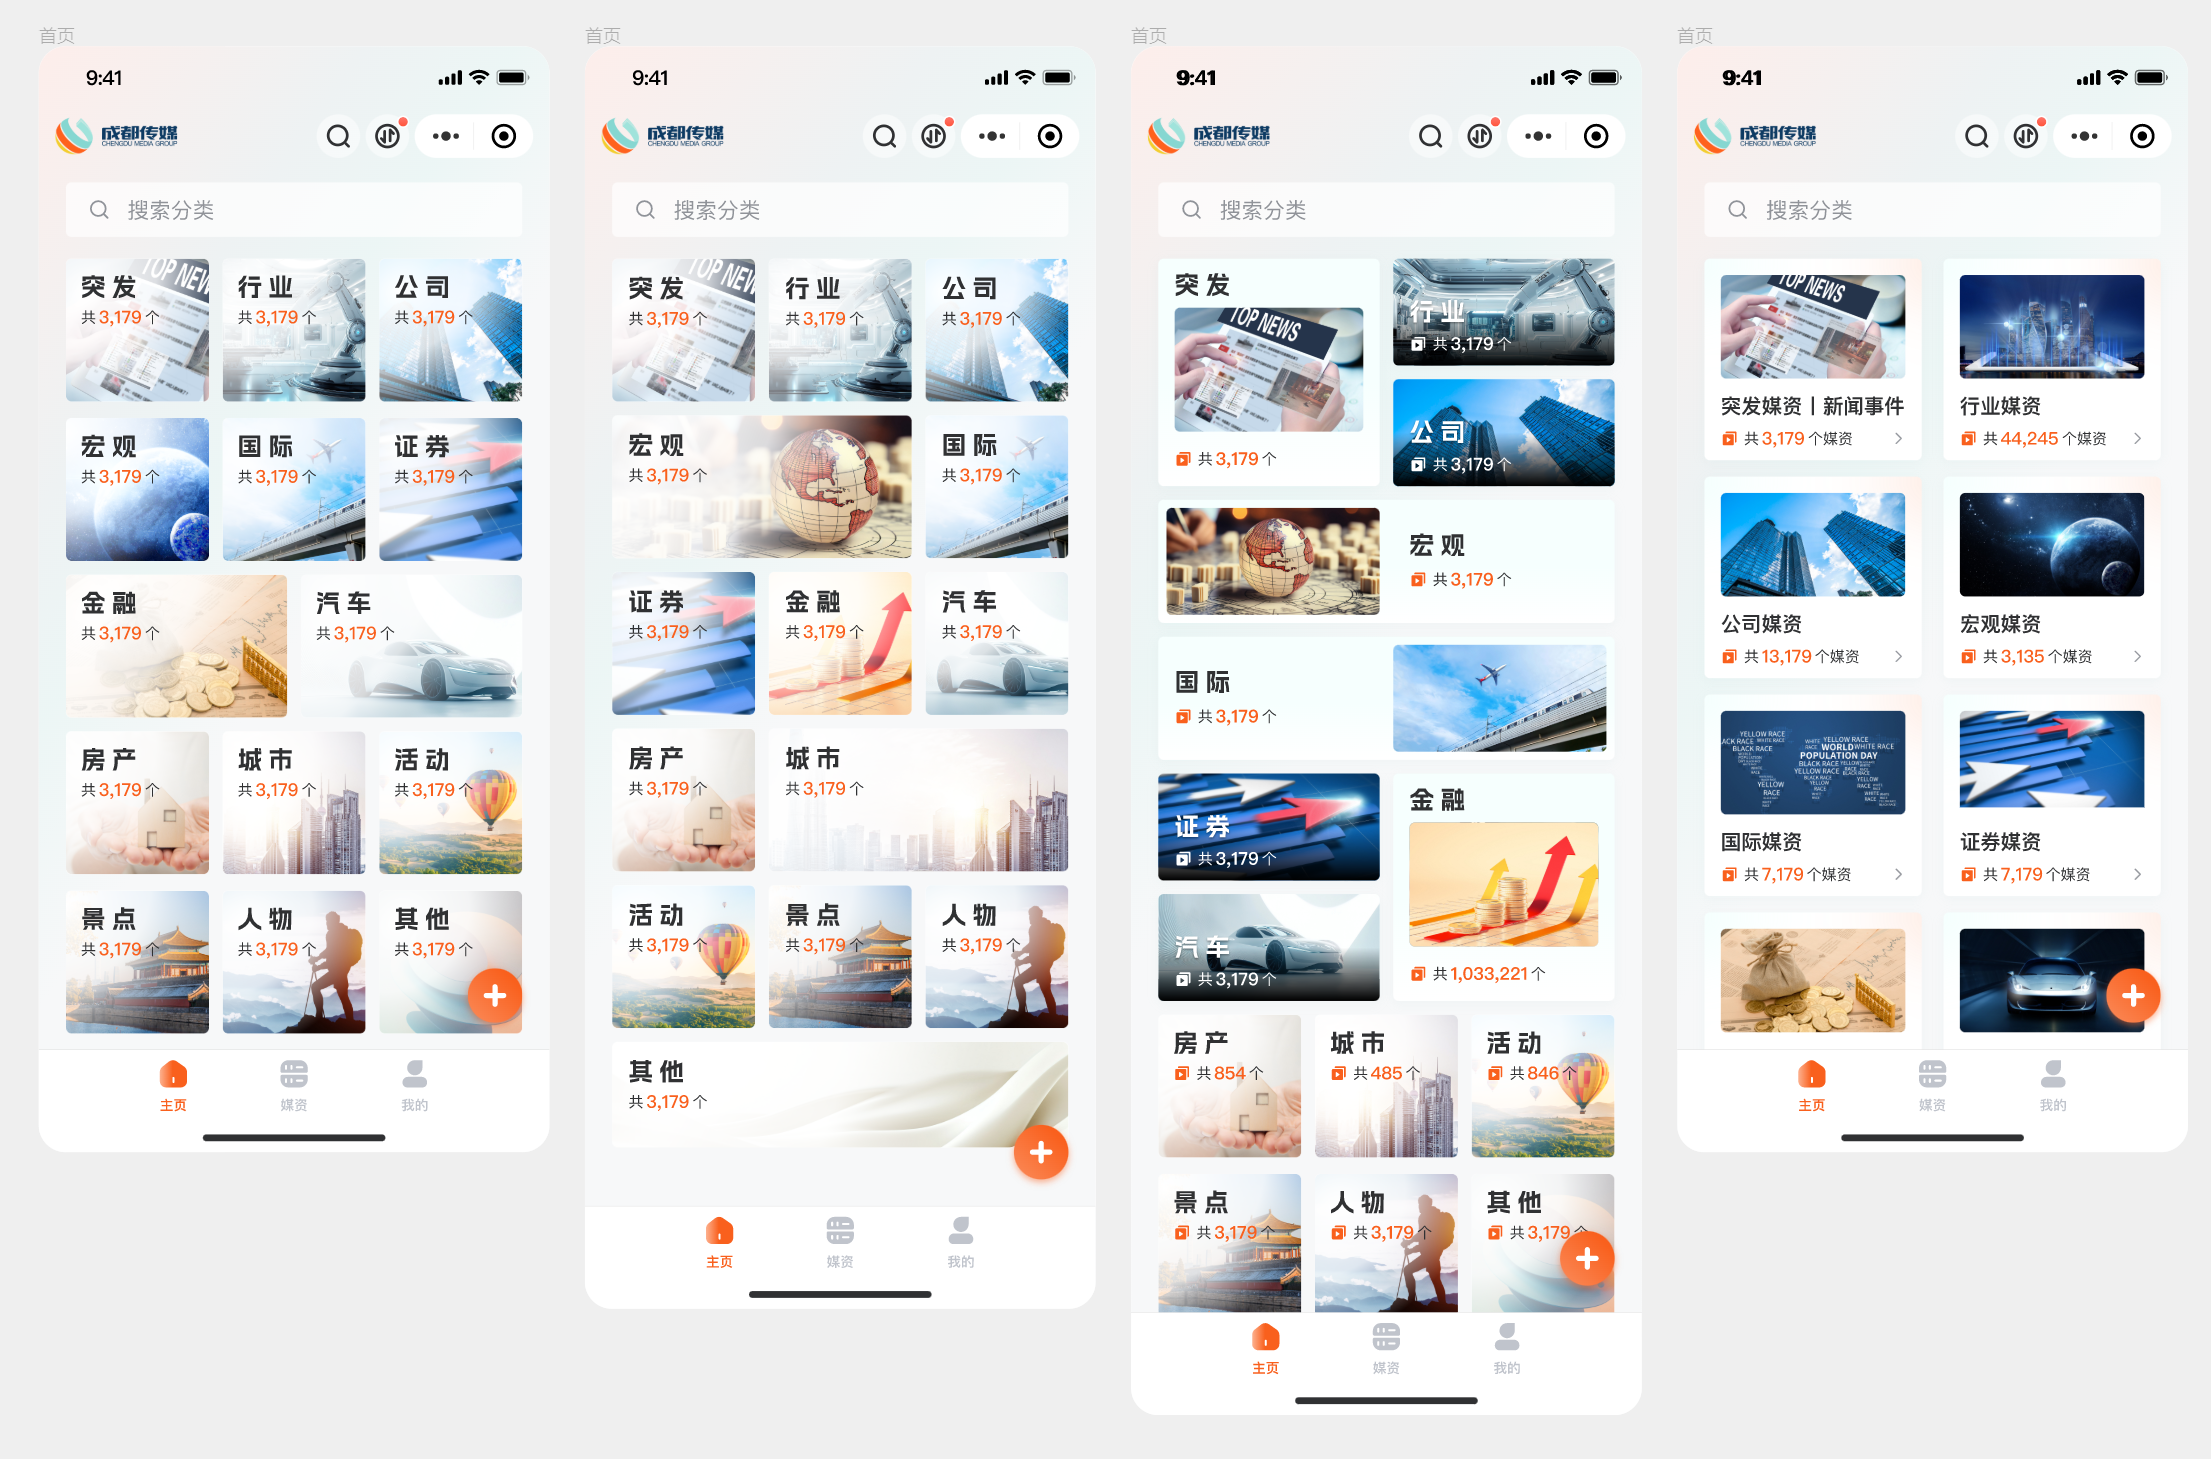 首页
9:41
成都传媒
CHENGDU MEDIA GROUP
搜索分类
突发
共3,179个
行业
共3,179个
公司
共3,179个
宏观
共3,179个
国际
共3,179个
证券
共3,179个
金融
共3,179个
汽车
共3,179个
房产
共3,179个
城市
共3,179个
活动
共3,179个
景点
共3,179个
人物
共3,179个
其他
共3,179个
主页
媒资
我的
首页
9:41
成都传媒
CHENGDU MEDIA GROUP
搜索分类
突发
共3,179个
行业
共3,179个
公司
共3,179个
宏观
共3,179个
国际
共3,179个
证券
共3,179个
金融
共3,179个
汽车
共3,179个
房产
共3,179个
城市
共3,179个
活动
共3,179个
景点
共3,179个
人物
共3,179个
其他
共3,179个
主页
媒资
我的
首页
9:41
成都传媒
CHENGDU MEDIA GROUP
搜索分类
突发
TOP NEWS
共3,179个
行业
共3,179个
公司
共3,179个
宏观
共3,179个
国际
共3,179个
证券
共3,179个
金融
共1,033,221个
汽车
共3,179个
房产
共854个
城市
共485个
活动
共846个
景点
共3,179个
人物
共3,179个
其他
共3,179个
主页
媒资
我的
首页
9:41
成都传媒
CHENGDU MEDIA GROUP
搜索分类
TOP NEWS
突发媒资丨新闻事件
共3,179个媒资
行业媒资
共44,245个媒资
公司媒资
共13,179个媒资
宏观媒资
共3,135个媒资
YELLOW RACE
BLACK RACE
WORLD
POPULATION DAY
国际媒资
共7,179个媒资
证券媒资
共7,179个媒资
主页
媒资
我的